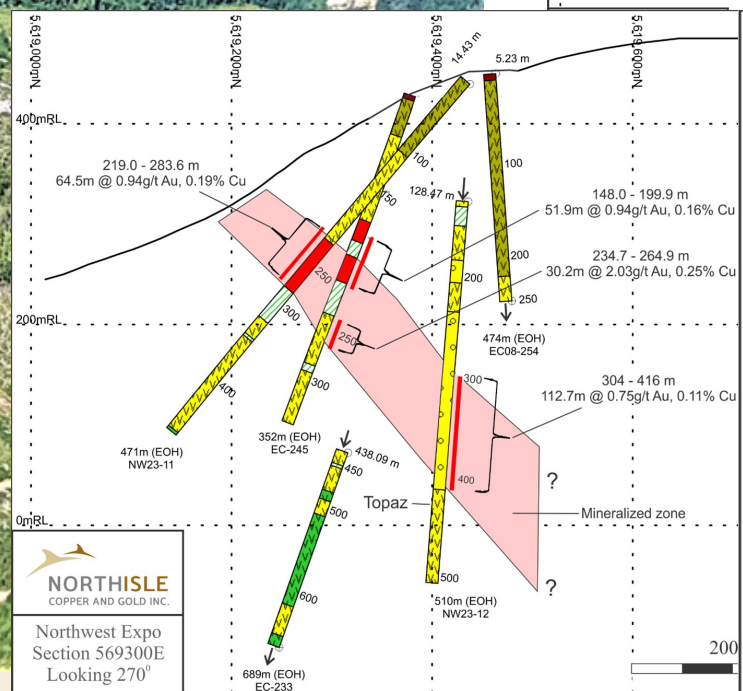 5,619,000mN
5,619,200mN
5,619,400mN
5,619,600mN
14.43 m
5.23 m
400mRL
219.0 - 283.6 m
64.5m @ 0.94g/t Au, 0.19% Cu
100
150
100
128.47 m
148.0 - 199.9 m
51.9m @ 0.94g/t Au, 0.16% Cu
234.7 - 264.9 m
30.2m @ 2.03g/t Au, 0.25% Cu
250
200
200
250
300
200mRL
250
474m (EOH)
EC08-254
300
300
400
304 - 416 m
112.7m @ 0.75g/t Au, 0.11% Cu
352m (EOH)
EC-245
471m (EOH)
NW23-11
438.09 m
450
400
?
Topaz
500
Mineralized zone
0mRL
500
510m (EOH)
NW23-12
?
600
689m (EOH)
EC-233
NORTHISLE
COPPER AND GOLD INC.
Northwest Expo
Section 569300E
Looking 270⁰
200